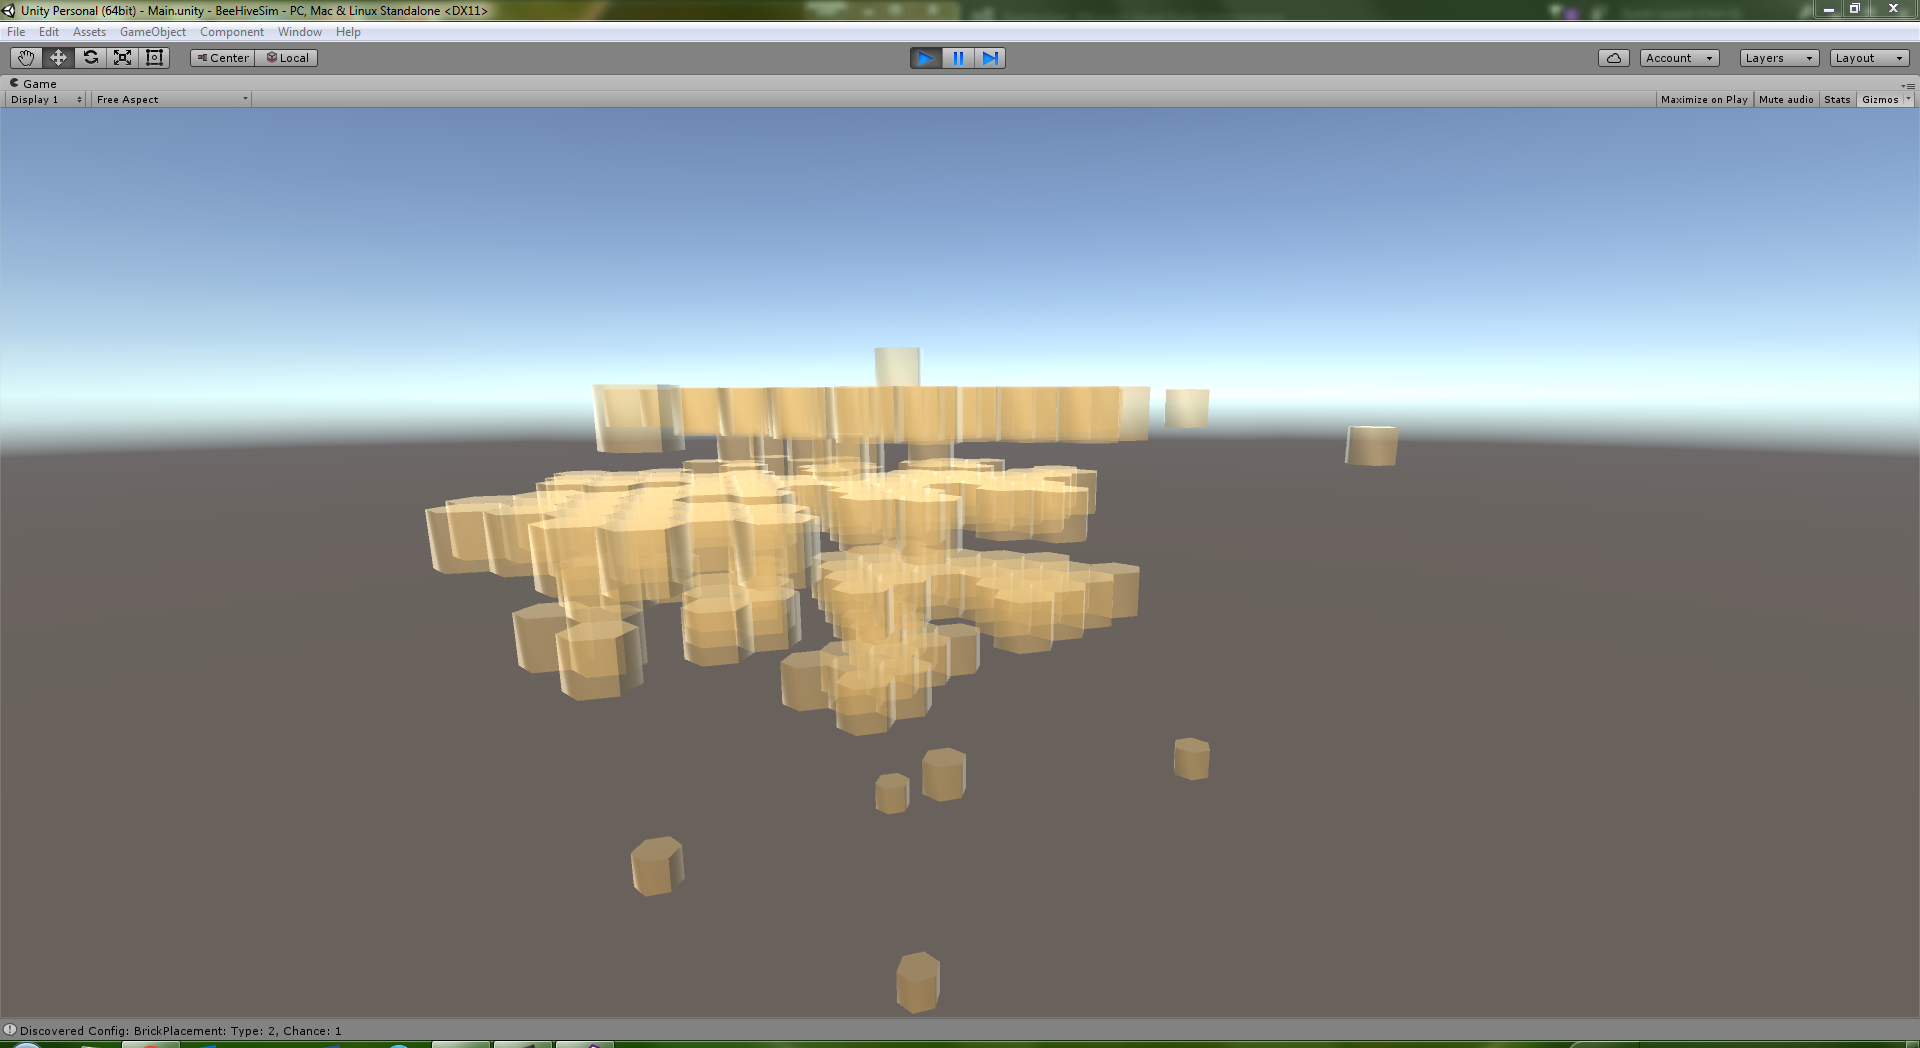 Unity Personal (64bit) - Main.unity - BeeHiveSim - PC, Mac & Linux Standalone <DX11>
File Edit Assets GameObject Component Window Help
Center Local Account Layers Layout
Game
Display 1 Free Aspect Maximize on Play Mute audio Stats Gizmos
Discovered Config: BrickPlacement: Type: 2, Chance: 1